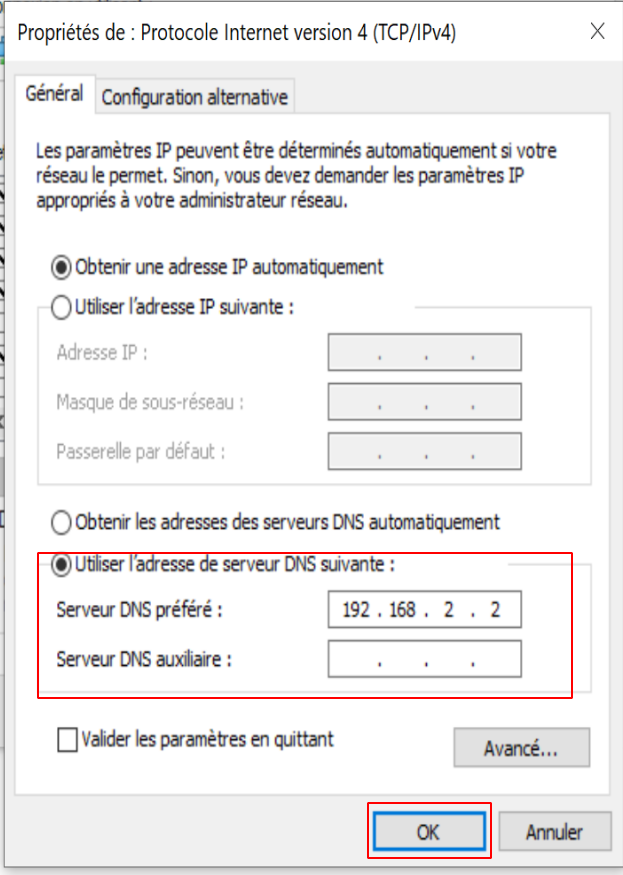 Propriétés de : Protocole Internet version 4 (TCP/IPv4)
Général
Configuration alternative
Les paramètres IP peuvent être déterminés automatiquement si votre
réseau le permet. Sinon, vous devez demander les paramètres IP
appropriés à votre administrateur réseau.
Obtenir une adresse IP automatiquement
Utiliser l'adresse IP suivante :
Adresse IP :
. . .
Masque de sous-réseau :
. . .
Passerelle par défaut :
. . .
Obtenir les adresses des serveurs DNS automatiquement
Utiliser l'adresse de serveur DNS suivante :
Serveur DNS préféré :
192 . 168 . 2 . 2
Serveur DNS auxiliaire :
. . .
Valider les paramètres en quittant
Avancé...
OK
Annuler